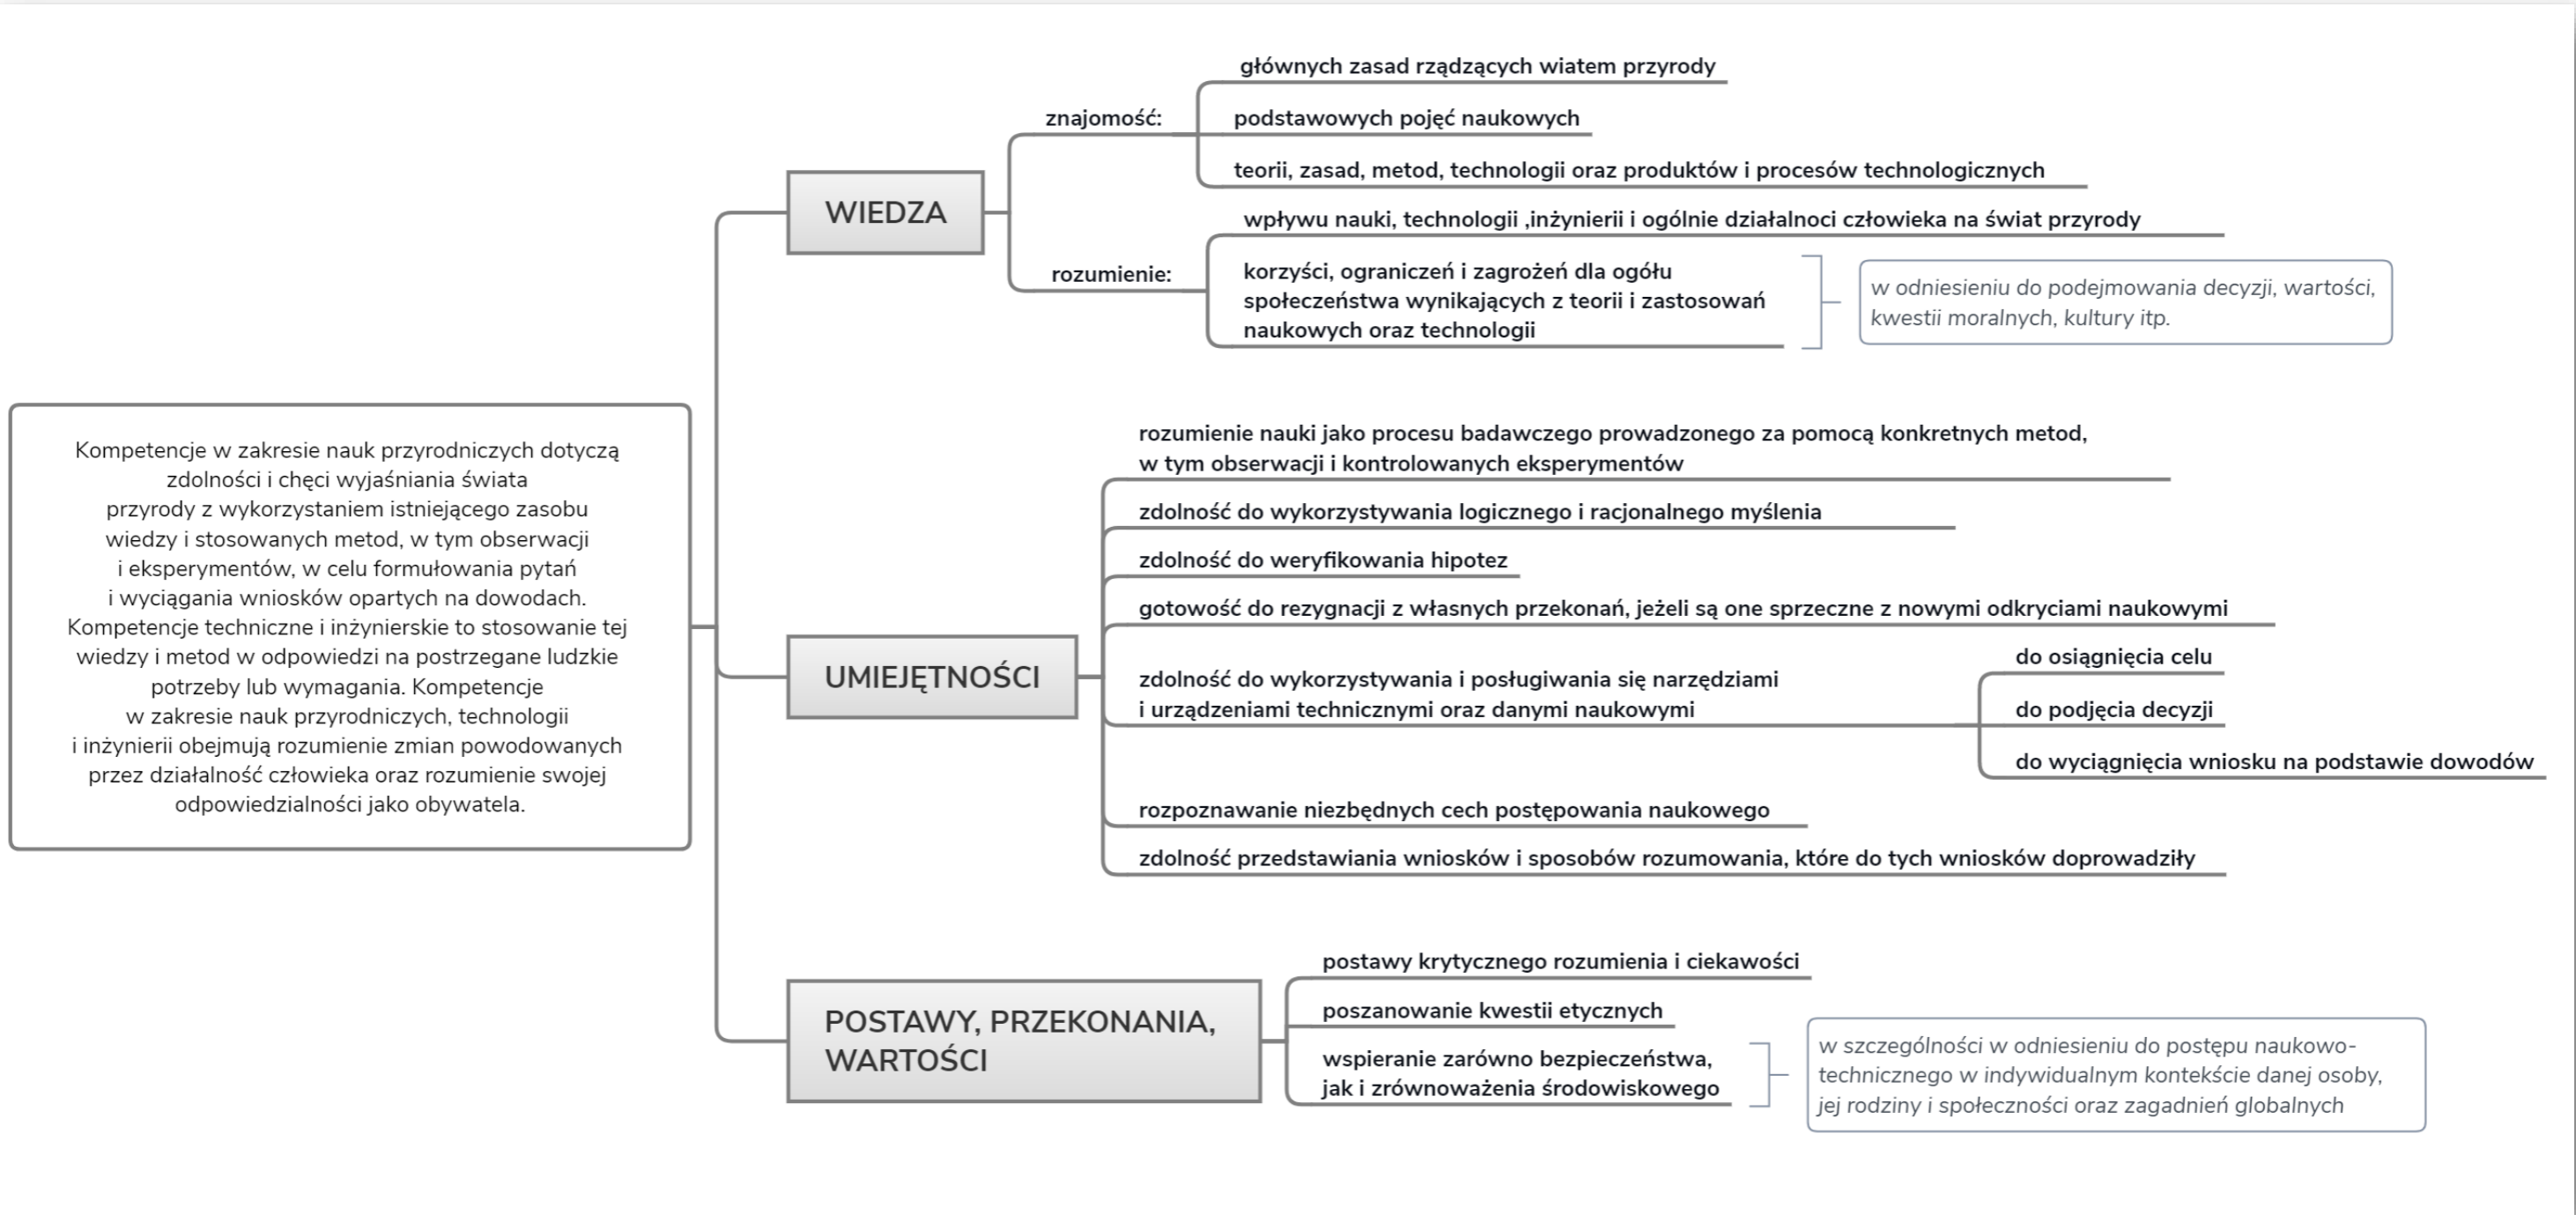 Kompetencje w zakresie nauk przyrodniczych dotyczą
zdolności i chęci wyjaśniania świata
przyrody z wykorzystaniem istniejącego zasobu
wiedzy i stosowanych metod, w tym obserwacji
i eksperymentów, w celu formułowania pytań
i wyciągania wniosków opartych na dowodach.
Kompetencje techniczne i inżynierskie to stosowanie tej
wiedzy i metod w odpowiedzi na postrzegane ludzkie
potrzeby lub wymagania. Kompetencje
w zakresie nauk przyrodniczych, technologii
i inżynierii obejmują rozumienie zmian powodowanych
przez działalność człowieka oraz rozumienie swojej
odpowiedzialności jako obywatela.
WIEDZA
znajomość:
głównych zasad rządzących wiatem przyrody
podstawowych pojęć naukowych
teorii, zasad, metod, technologii oraz produktów i procesów technologicznych
rozumienie:
wpływu nauki, technologii ,inżynierii i ogólnie działalnoci człowieka na świat przyrody
korzyści, ograniczeń i zagrożeń dla ogółu
społeczeństwa wynikających z teorii i zastosowań
naukowych oraz technologii
w odniesieniu do podejmowania decyzji, wartości,
kwestii moralnych, kultury itp.
UMIEJĘTNOŚCI
rozumienie nauki jako procesu badawczego prowadzonego za pomocą konkretnych metod,
w tym obserwacji i kontrolowanych eksperymentów
zdolność do wykorzystywania logicznego i racjonalnego myślenia
zdolność do weryfikowania hipotez
gotowość do rezygnacji z własnych przekonań, jeżeli są one sprzeczne z nowymi odkryciami naukowymi
zdolność do wykorzystywania i posługiwania się narzędziami
i urządzeniami technicznymi oraz danymi naukowymi
do osiągnięcia celu
do podjęcia decyzji
do wyciągnięcia wniosku na podstawie dowodów
rozpoznawanie niezbędnych cech postępowania naukowego
zdolność przedstawiania wniosków i sposobów rozumowania, które do tych wniosków doprowadziły
POSTAWY, PRZEKONANIA,
WARTOŚCI
postawy krytycznego rozumienia i ciekawości
poszanowanie kwestii etycznych
wspieranie zarówno bezpieczeństwa,
jak i zrównoważenia środowiskowego
w szczególności w odniesieniu do postępu naukowo-
technicznego w indywidualnym kontekście danej osoby,
jej rodziny i społeczności oraz zagadnień globalnych